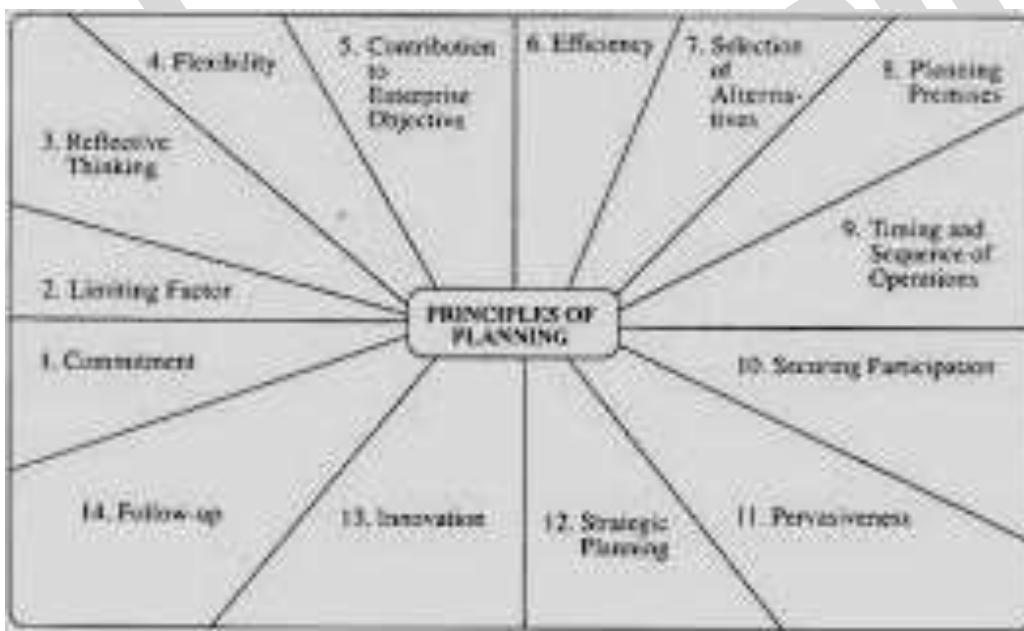 PRINCIPLES OF
PLANNING
1. Commitment
2. Limiting Factor
3. Reflective
Thinking
4. Flexibility
5. Contribution
to
Enterprise
Objective
6. Efficiency
7. Selection
of
Alterna-
tives
8. Planning
Premises
9. Timing and
Sequence of
Operations
10. Securing Participation
11. Pervasiveness
12. Strategic
Planning
13. Innovation
14. Follow-up